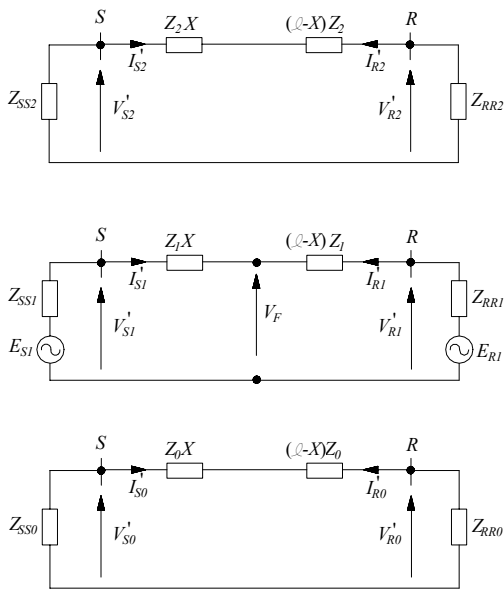 S Z2X (ℓ-X)Z2 R
I'S2 I'R2
ZSS2 V'S2 V'R2 ZRR2
S Z1X (ℓ-X)Z1 R
I'S1 I'R1
ZSS1 ZRR1
V'S1 VF V'R1
ES1 ER1
S Z0X (ℓ-X)Z0 R
I'S0 I'R0
ZSS0 V'S0 V'R0 ZRR0